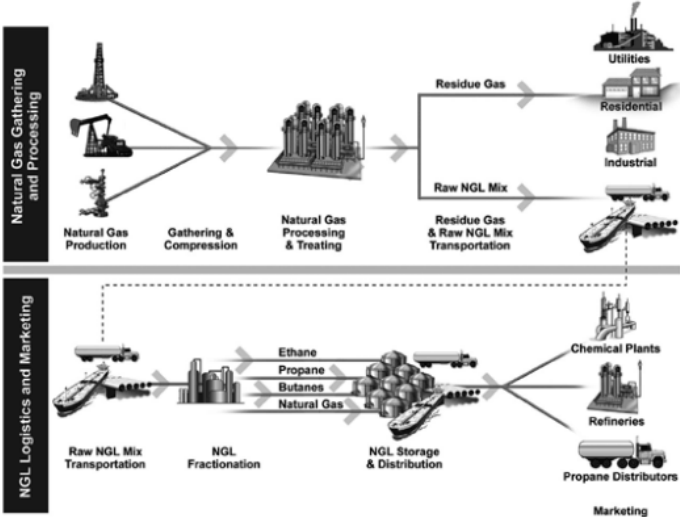 Natural Gas Gathering
and Processing
Utilities
Residue Gas
Residential
Industrial
Raw NGL Mix
Natural Gas
Production
Gathering &
Compression
Natural Gas
Processing
& Treating
Residue Gas
& Raw NGL Mix
Transportation
NGL Logistics and Marketing
Ethane
Propane
Butanes
Natural Gas
Chemical Plants
Refineries
Raw NGL Mix
Transportation
NGL
Fractionation
NGL Storage
& Distribution
Propane Distributors
Marketing